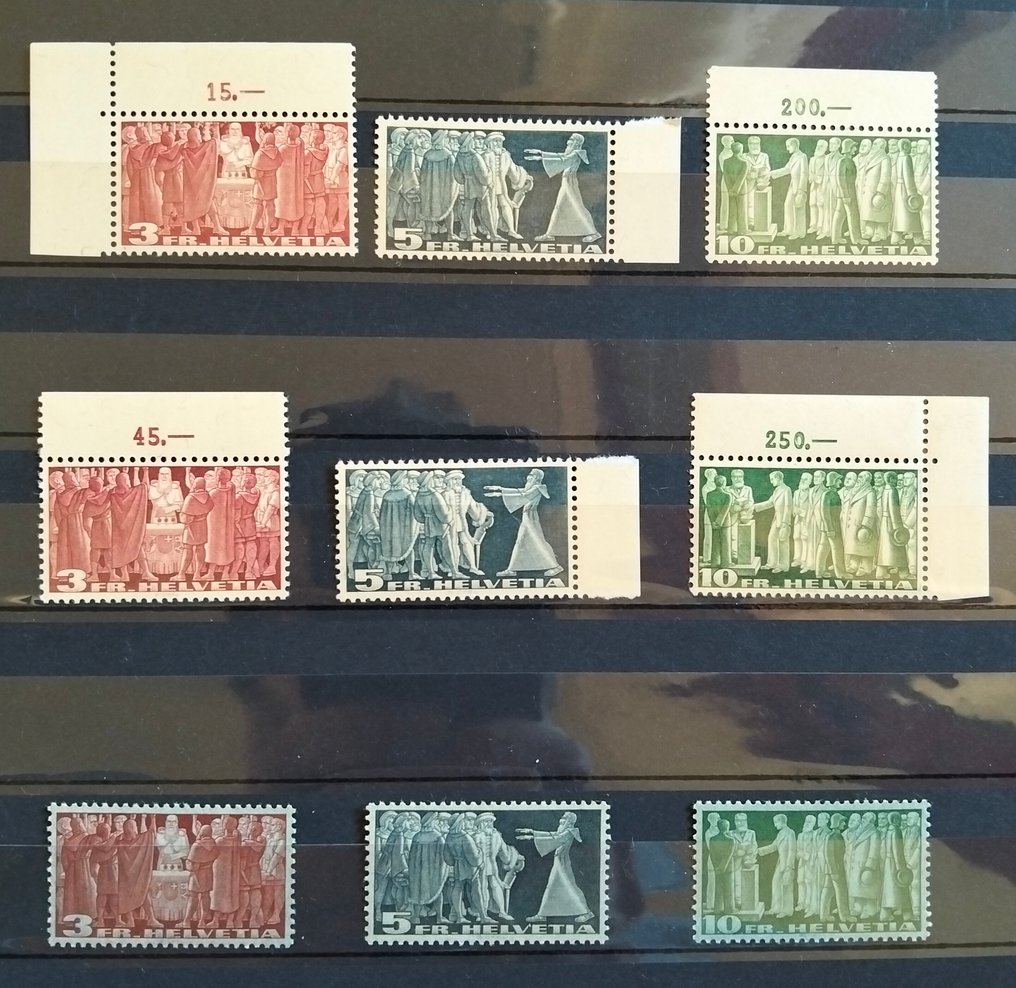 15.—
200.—
3 FR. HELVETIA
5 FR. HELVETIA
10 FR. HELVETIA
45.—
250.—
3 FR. HELVETIA
5 FR. HELVETIA
10 FR. HELVETIA
3 FR. HELVETIA
5 FR. HELVETIA
10 FR. HELVETIA